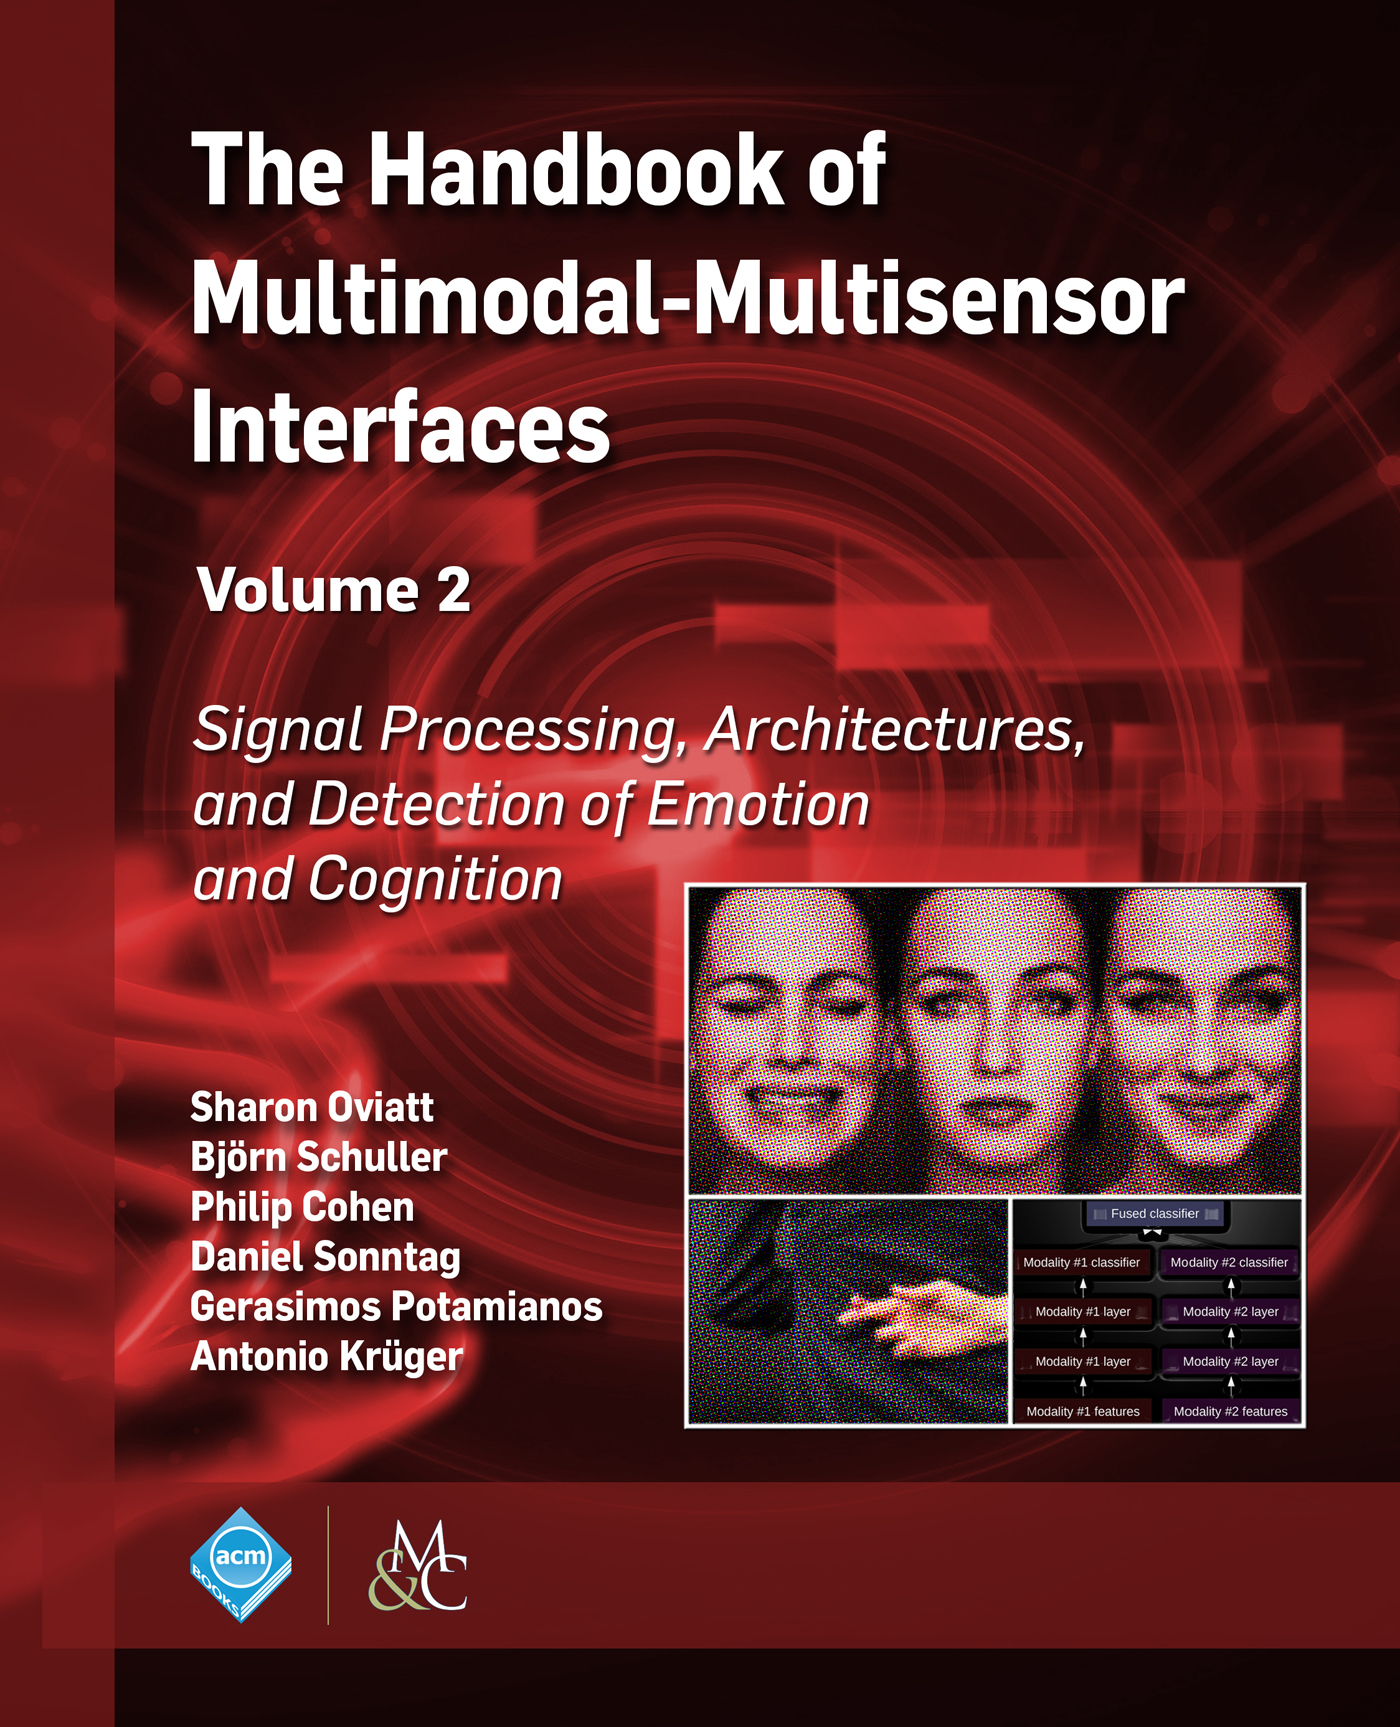 The Handbook of
Multimodal-Multisensor
Interfaces
Volume 2
Signal Processing, Architectures,
and Detection of Emotion
and Cognition
Sharon Oviatt
Björn Schuller
Philip Cohen
Daniel Sonntag
Gerasimos Potamianos
Antonio Krüger
Fused classifier
Modality #1 classifier Modality #2 classifier
Modality #1 layer Modality #2 layer
Modality #1 layer Modality #2 layer
Modality #1 features Modality #2 features
acm
BOOKS
M
&C